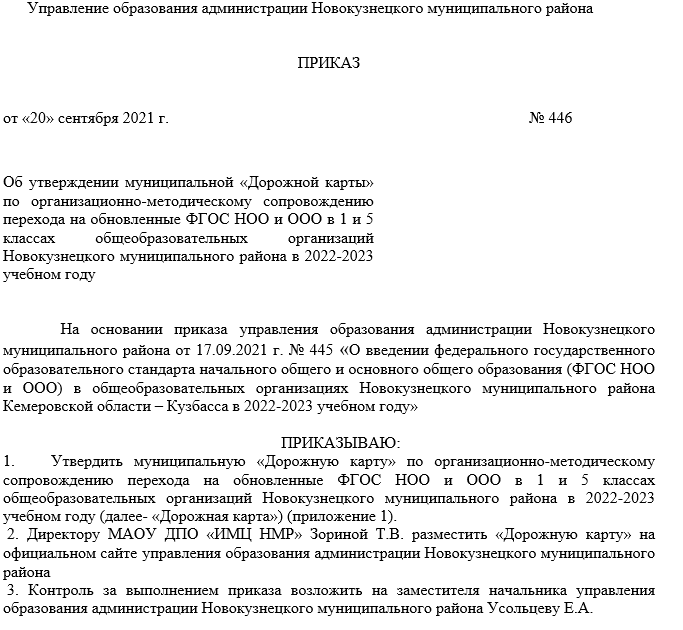 Управление образования администрации Новокузнецкого муниципального района
ПРИКАЗ
от «20» сентября 2021 г. № 446
Об утверждении муниципальной «Дорожной карты»
по организационно-методическому сопровождению
перехода на обновленные ФГОС НОО и ООО в 1 и 5
классах общеобразовательных организаций
Новокузнецкого муниципального района в 2022-2023
учебном году
На основании приказа управления образования администрации Новокузнецкого
муниципального района от 17.09.2021 г. № 445 «О введении федерального государственного
образовательного стандарта начального общего и основного общего образования (ФГОС НОО
и ООО) в общеобразовательных организациях Новокузнецкого муниципального района
Кемеровской области – Кузбасса в 2022-2023 учебном году»
ПРИКАЗЫВАЮ:
1. Утвердить муниципальную «Дорожную карту» по организационно-методическому
сопровождению перехода на обновленные ФГОС НОО и ООО в 1 и 5 классах
общеобразовательных организаций Новокузнецкого муниципального района в 2022-2023
учебном году (далее- «Дорожная карта») (приложение 1).
2. Директору МАОУ ДПО «ИМЦ НМР» Зориной Т.В. разместить «Дорожную карту» на
официальном сайте управления образования администрации Новокузнецкого муниципального
района
3. Контроль за выполнением приказа возложить на заместителя начальника управления
образования администрации Новокузнецкого муниципального района Усольцеву Е.А.